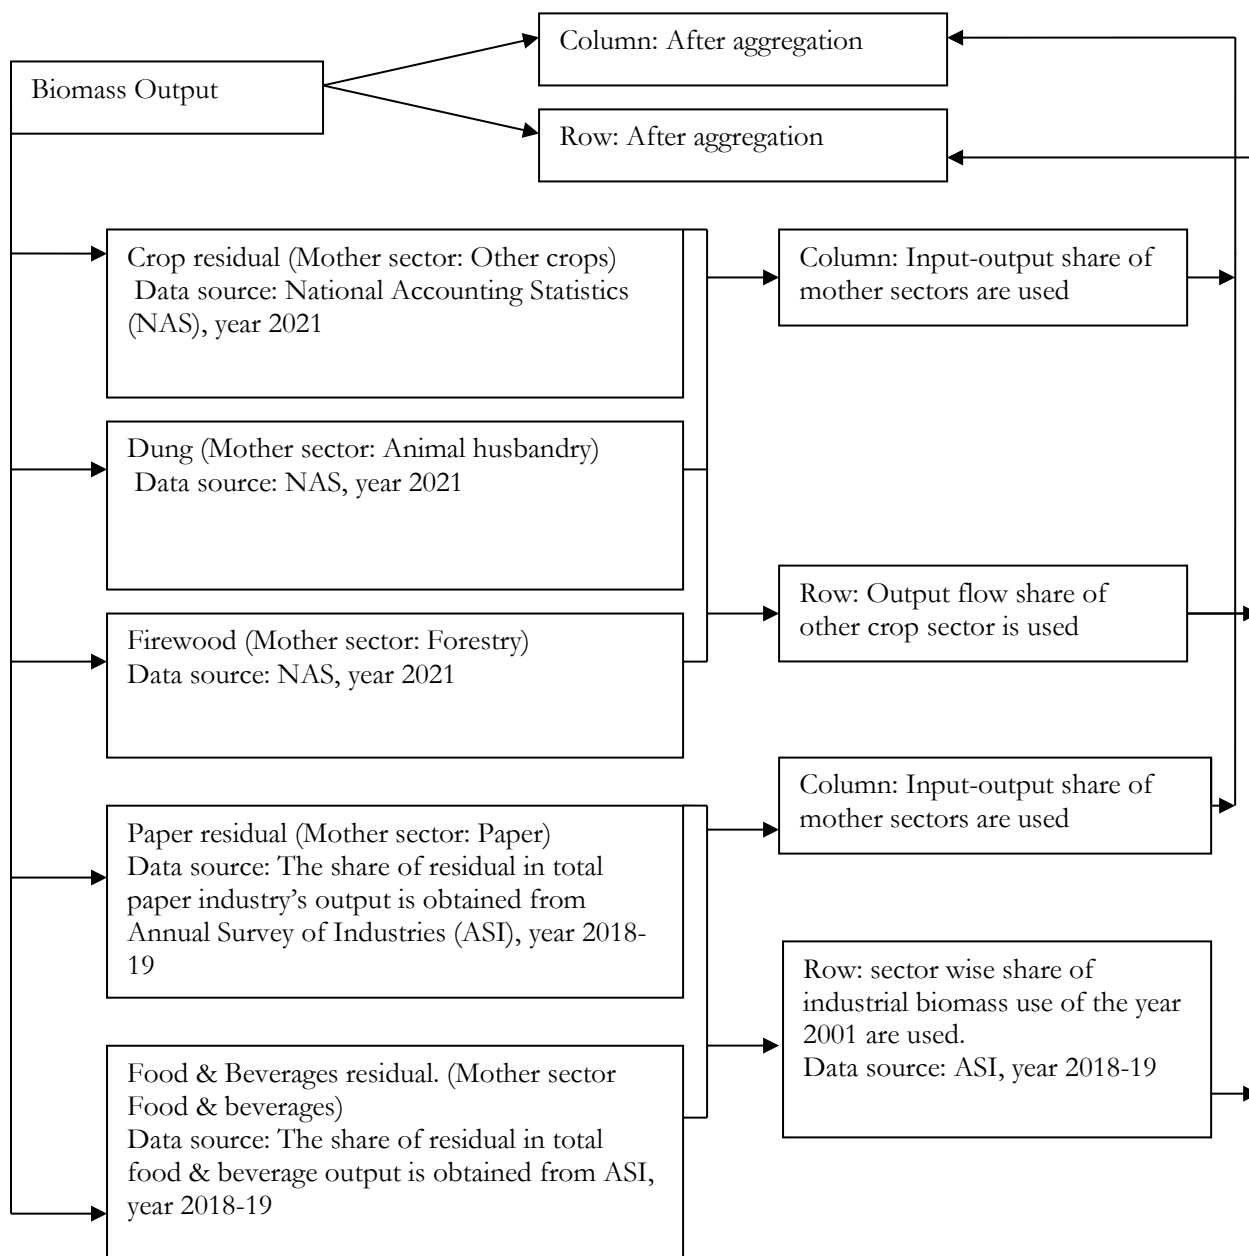 Column: After aggregation
Biomass Output
Row: After aggregation
Crop residual (Mother sector: Other crops)
Data source: National Accounting Statistics
(NAS), year 2021
Column: Input-output share of
mother sectors are used
Dung (Mother sector: Animal husbandry)
Data source: NAS, year 2021
Row: Output flow share of
other crop sector is used
Firewood (Mother sector: Forestry)
Data source: NAS, year 2021
Column: Input-output share of
mother sectors are used
Paper residual (Mother sector: Paper)
Data source: The share of residual in total
paper industry’s output is obtained from
Annual Survey of Industries (ASI), year 2018-
19
Row: sector wise share of
industrial biomass use of the year
2001 are used.
Data source: ASI, year 2018-19
Food & Beverages residual. (Mother sector
Food & beverages)
Data source: The share of residual in total
food & beverage output is obtained from ASI,
year 2018-19